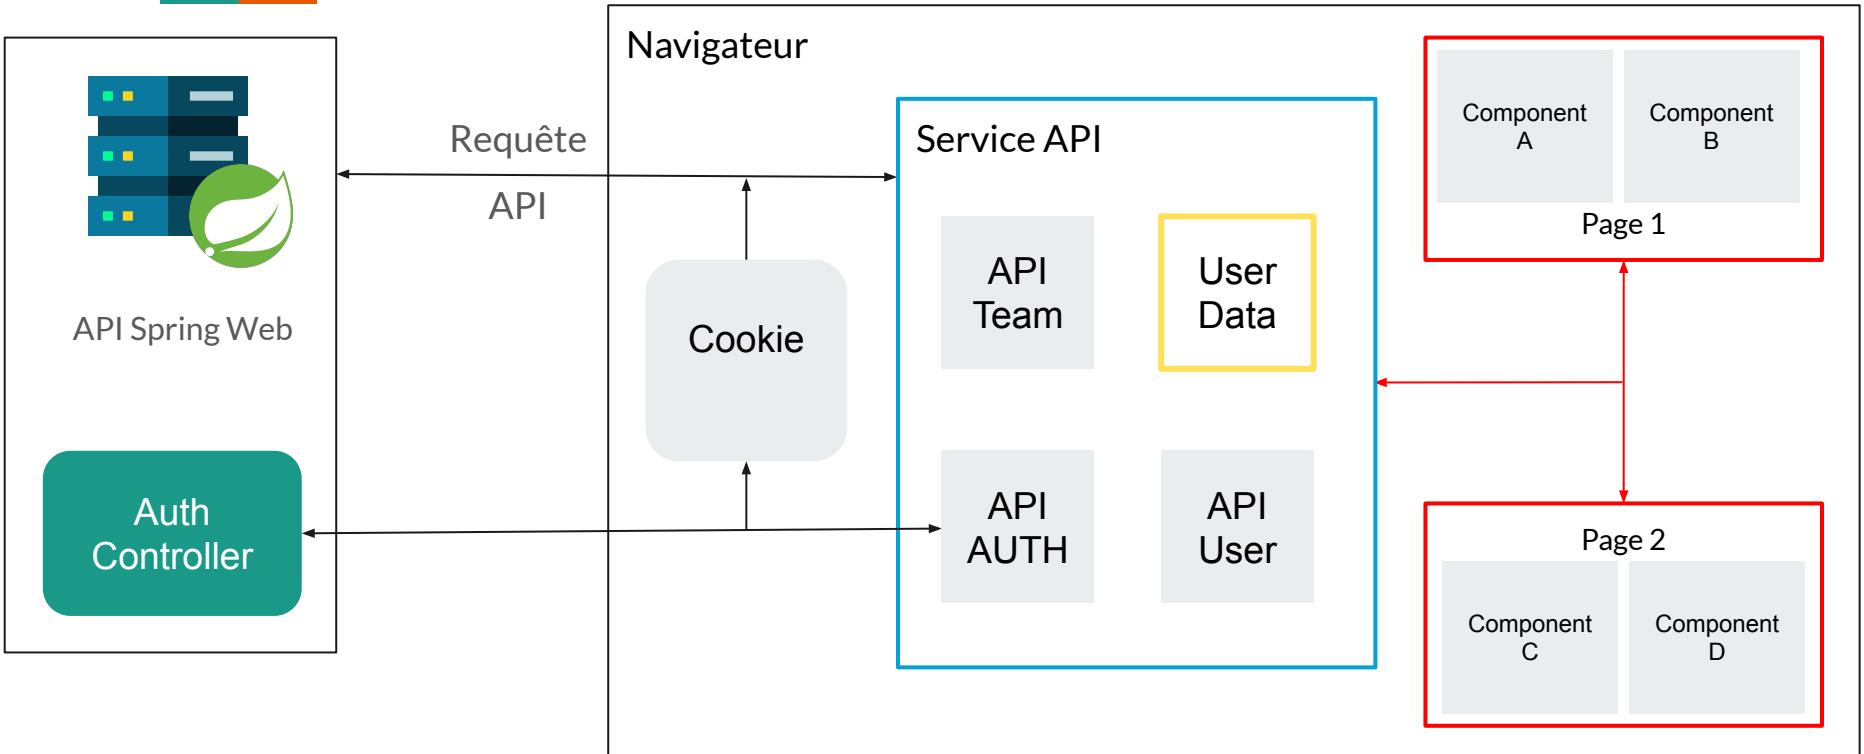 Navigateur
Requête
API
API Spring Web
Auth
Controller
Cookie
Service API
API
Team
User
Data
API
AUTH
API
User
Component
A
Component
B
Page 1
Page 2
Component
C
Component
D